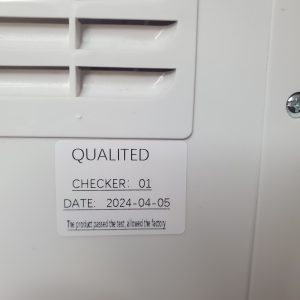 QUALITED
CHECKER: 01
DATE: 2024-04-05
The product passed the test, allowed the factory